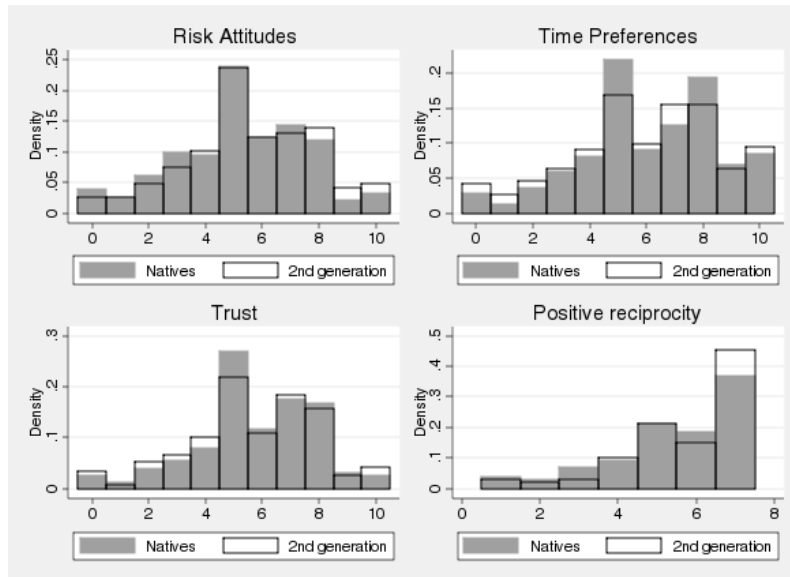 Risk Attitudes
Density
0 .05 .1 .15 .2 .25
0 2 4 6 8 10
Natives 2nd generation
Time Preferences
Density
0 .05 .1 .15 .2
0 2 4 6 8 10
Natives 2nd generation
Trust
Density
0 .1 .2 .3
0 2 4 6 8 10
Natives 2nd generation
Positive reciprocity
Density
0 .1 .2 .3 .4 .5
0 2 4 6 8
Natives 2nd generation